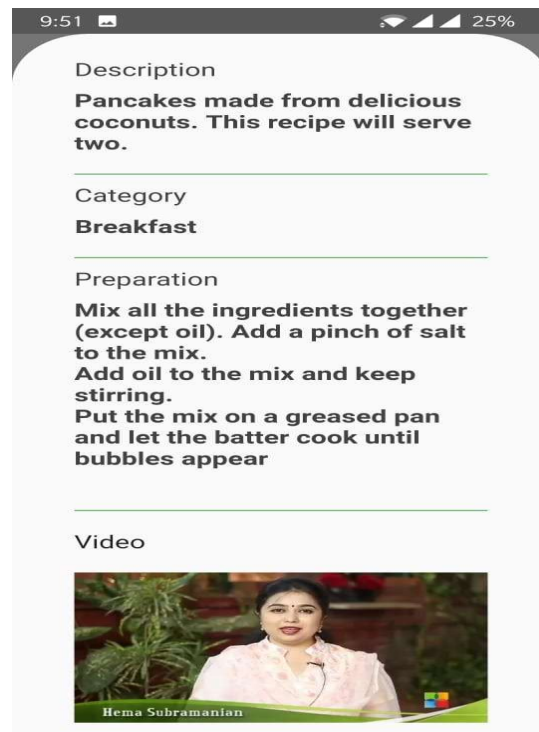 9:51 25%
Description
Pancakes made from delicious
coconuts. This recipe will serve
two.
Category
Breakfast
Preparation
Mix all the ingredients together
(except oil). Add a pinch of salt
to the mix.
Add oil to the mix and keep
stirring.
Put the mix on a greased pan
and let the batter cook until
bubbles appear
Video
Hema Subramanian